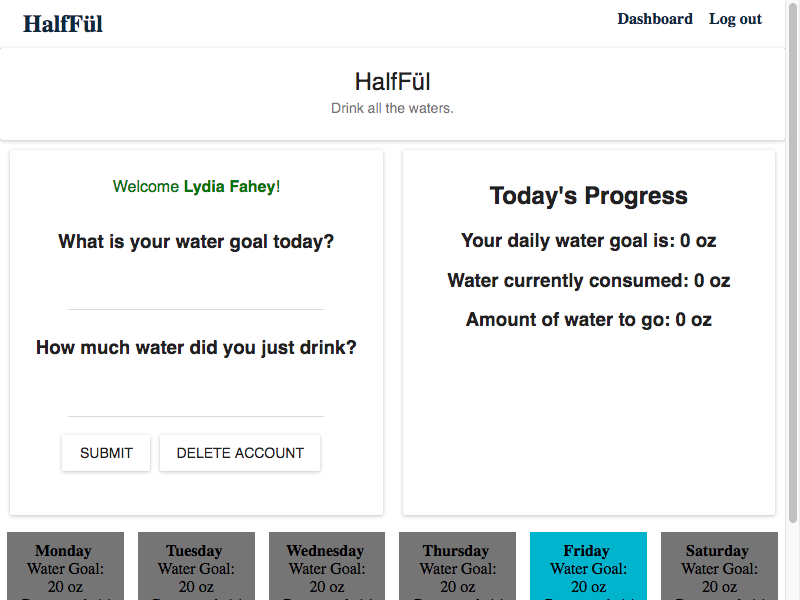 HalfFül
Dashboard Log out
HalfFül
Drink all the waters.
Welcome Lydia Fahey!
What is your water goal today?
How much water did you just drink?
SUBMIT
DELETE ACCOUNT
Today's Progress
Your daily water goal is: 0 oz
Water currently consumed: 0 oz
Amount of water to go: 0 oz
Monday
Water Goal:
20 oz
Tuesday
Water Goal:
20 oz
Wednesday
Water Goal:
20 oz
Thursday
Water Goal:
20 oz
Friday
Water Goal:
20 oz
Saturday
Water Goal:
20 oz